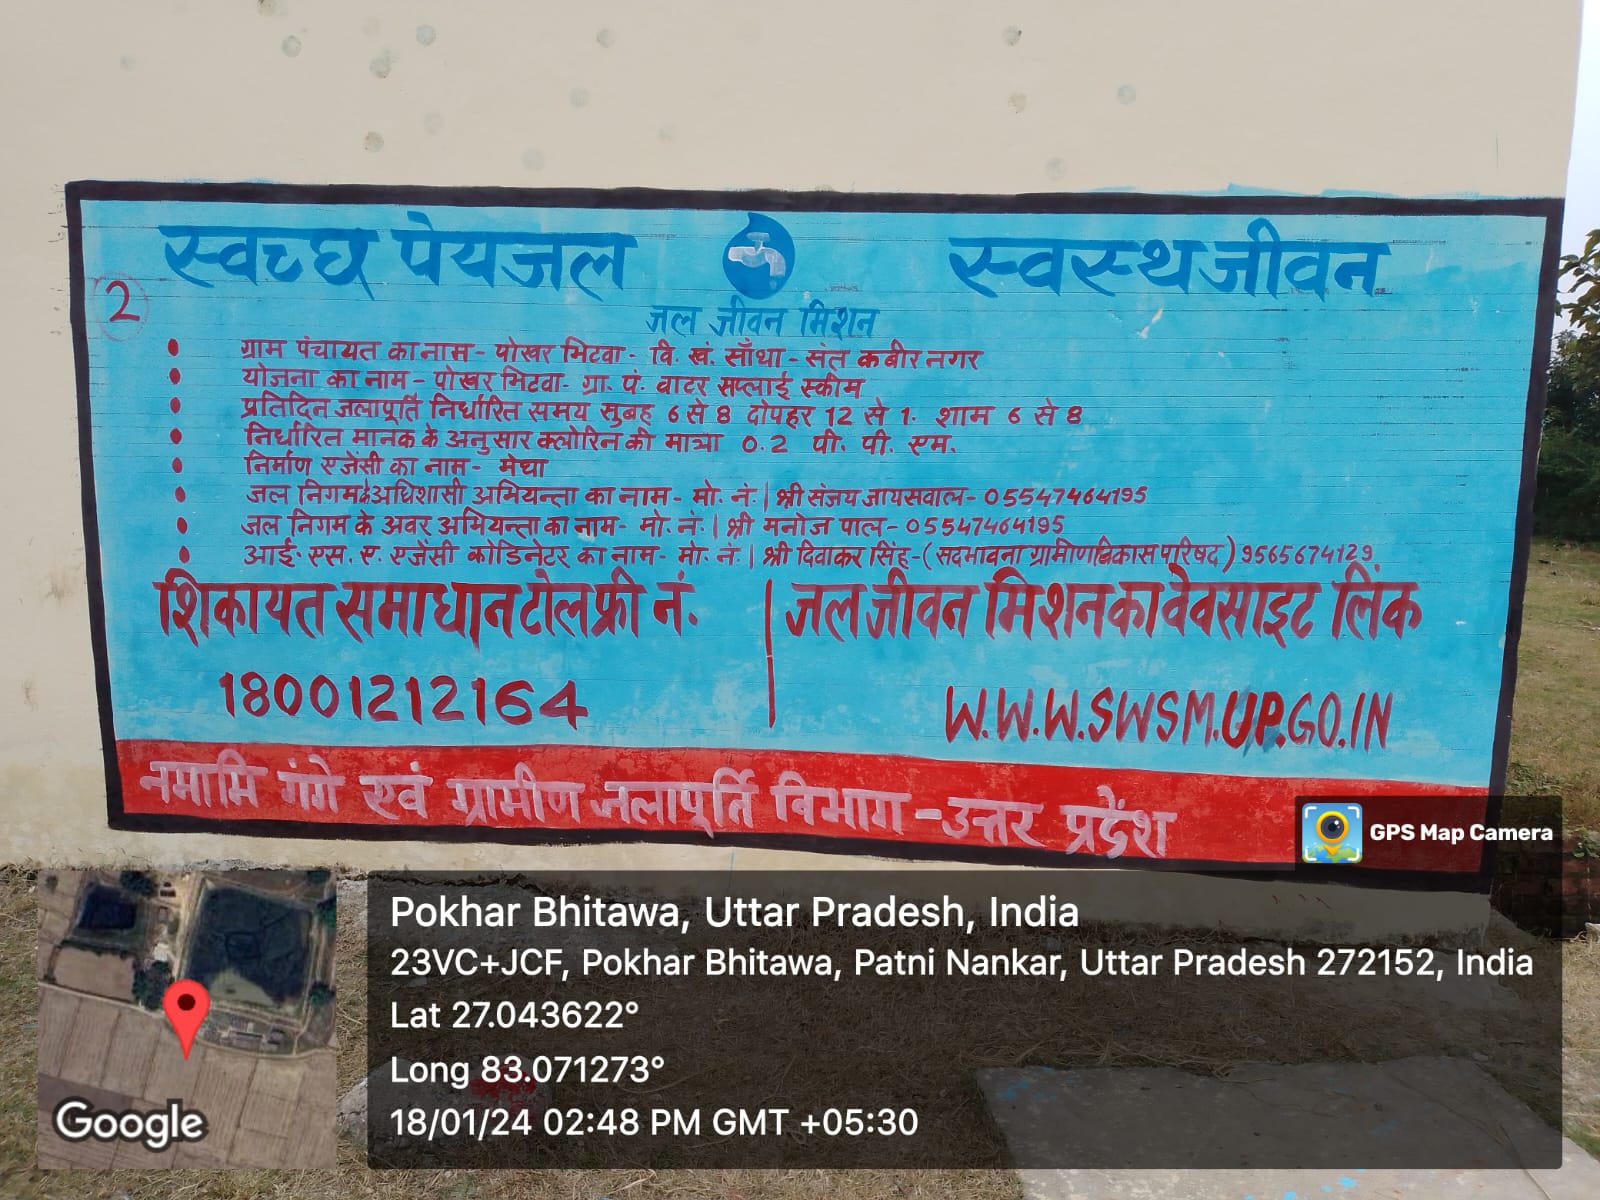 स्वच्छ पेयजल स्वस्थ जीवन
2
जल जीवन मिशन
ग्राम पंचायत का नाम - पोखर भिटवा - वि. खं. साँथा - संत कबीर नगर
योजना का नाम - पोखर भिटवा - ग्रा. पं. वाटर सप्लाई स्कीम
प्रतिदिन जलापूर्ति निर्धारित समय सुबह 6 से 8 दोपहर 12 से 1. शाम 6 से 8
निर्धारित मानक के अनुसार क्लोरिन की मात्रा 0.2 पी. पी. एम.
निर्माण एजेंसी का नाम - मेघा
जल निगम के अधिशासी अभियन्ता का नाम - मो. नं. | श्री संजय जायसवाल - 05547464195
जल निगम के अवर अभियन्ता का नाम - मो. नं. | श्री मनोज पाल - 05547464195
आई. एस. ए. एजेंसी कोडिनेटर का नाम - मो. नं. | श्री दिवाकर सिंह - (सदभावना ग्रामीण विकास परिषद) 9565674129
शिकायत समाधान टोल फ्री नं. | जल जीवन मिशन का वेवसाइट लिंक
18001212164 W.W.W.SWSM.UP.GO.IN
नमामि गंगे एवं ग्रामीण जलापूर्ति विभाग - उत्तर प्रदेंश
GPS Map Camera
Pokhar Bhitawa, Uttar Pradesh, India
23VC+JCF, Pokhar Bhitawa, Patni Nankar, Uttar Pradesh 272152, India
Lat 27.043622°
Long 83.071273°
18/01/24 02:48 PM GMT +05:30
Google